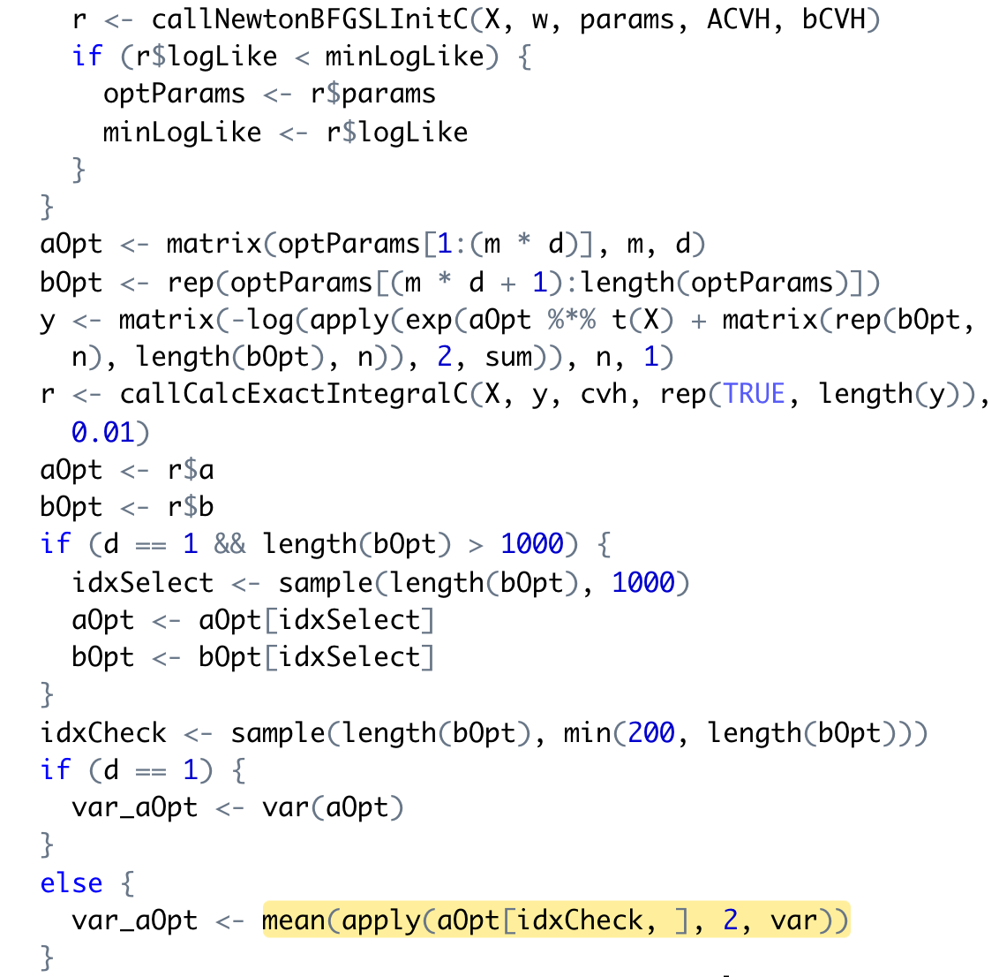 r <- callNewtonBFGSLInitC(X, w, params, ACVH, bCVH)
if (r$logLike < minLogLike) {
optParams <- r$params
minLogLike <- r$logLike
}
}
aOpt <- matrix(optParams[1:(m * d)], m, d)
bOpt <- rep(optParams[(m * d + 1):length(optParams)])
y <- matrix(-log(apply(exp(aOpt %*% t(X) + matrix(rep(bOpt,
n), length(bOpt), n)), 2, sum)), n, 1)
r <- callCalcExactIntegralC(X, y, cvh, rep(TRUE, length(y)),
0.01)
aOpt <- r$a
bOpt <- r$b
if (d == 1 && length(bOpt) > 1000) {
idxSelect <- sample(length(bOpt), 1000)
aOpt <- aOpt[idxSelect]
bOpt <- bOpt[idxSelect]
}
idxCheck <- sample(length(bOpt), min(200, length(bOpt)))
if (d == 1) {
var_aOpt <- var(aOpt)
}
else {
var_aOpt <- mean(apply(aOpt[idxCheck, ], 2, var))
}